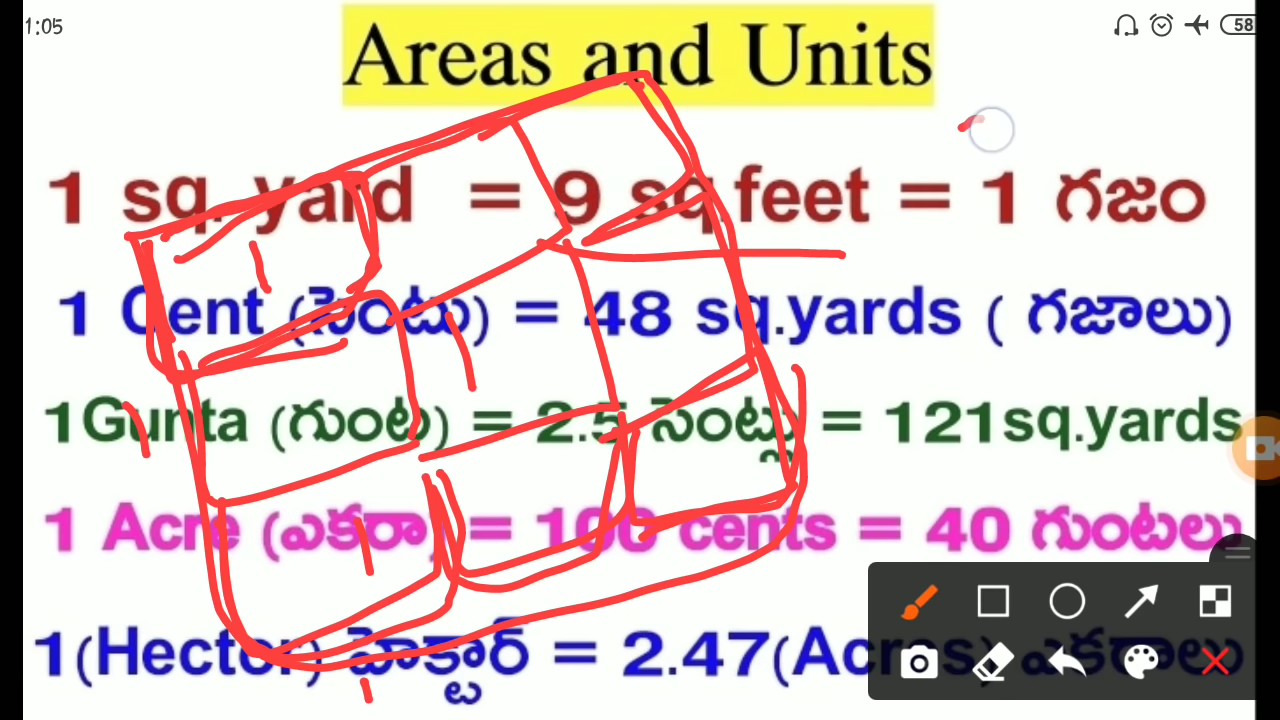 1:05
58
Areas and Units
1 sq. yard = 9 sq.feet = 1 గజం
1 Cent (సెంటు) = 48 sq.yards ( గజాలు)
1Gunta (గుంట) = 2.5 సెంట్లు = 121sq.yards
1 Acre (ఎకరా) = 100 cents = 40 గుంటలు
1(Hector) హెక్టార్ = 2.47(Acres) ఎకరాలు